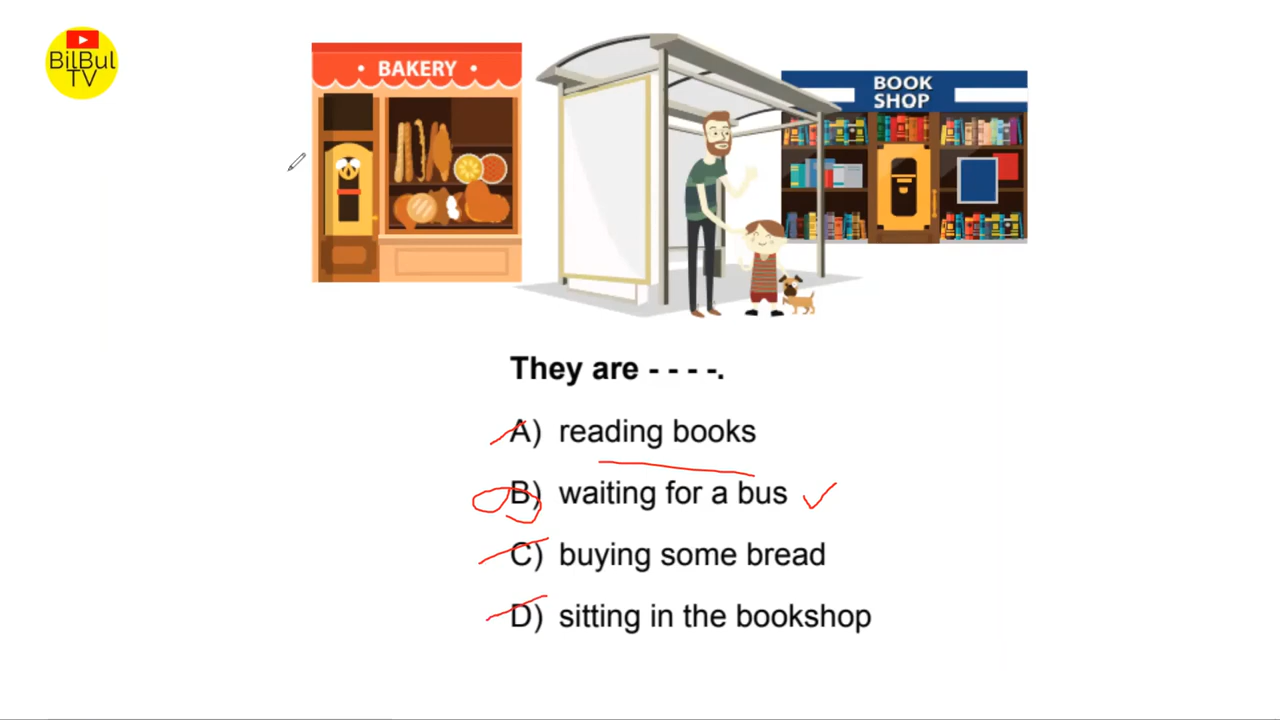 BilBul
TV
BAKERY
BOOK
SHOP
They are - - - -.
A) reading books
B) waiting for a bus
C) buying some bread
D) sitting in the bookshop